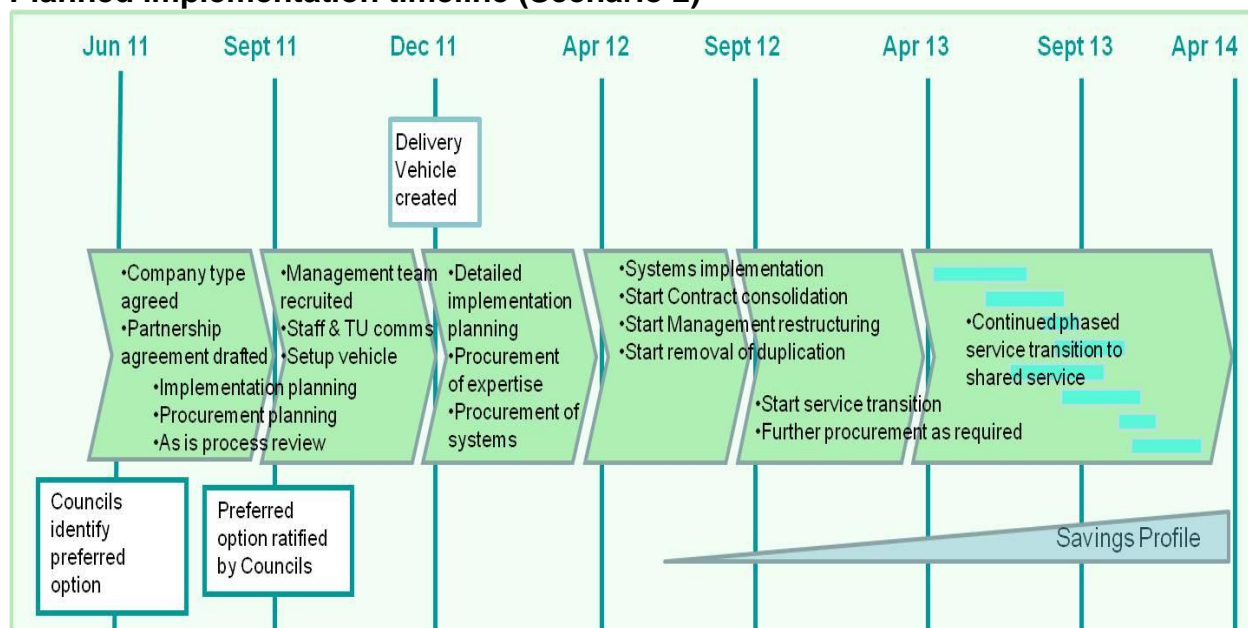 Planned implementation timeline (Scenario 2)
Jun 11
Sept 11
Dec 11
Apr 12
Sept 12
Apr 13
Sept 13
Apr 14
Delivery
Vehicle
created
•Company type
agreed
•Partnership
agreement drafted
•Implementation planning
•Procurement planning
•As is process review
•Management team
recruited
•Staff & TU comms
•Setup vehicle
•Detailed
implementation
planning
•Procurement
of expertise
•Procurement of
systems
•Systems implementation
•Start Contract consolidation
•Start Management restructuring
•Start removal of duplication
•Start service transition
•Further procurement as required
•Continued phased
service transition to
shared service
Councils
identify
preferred
option
Preferred
option ratified
by Councils
Savings Profile